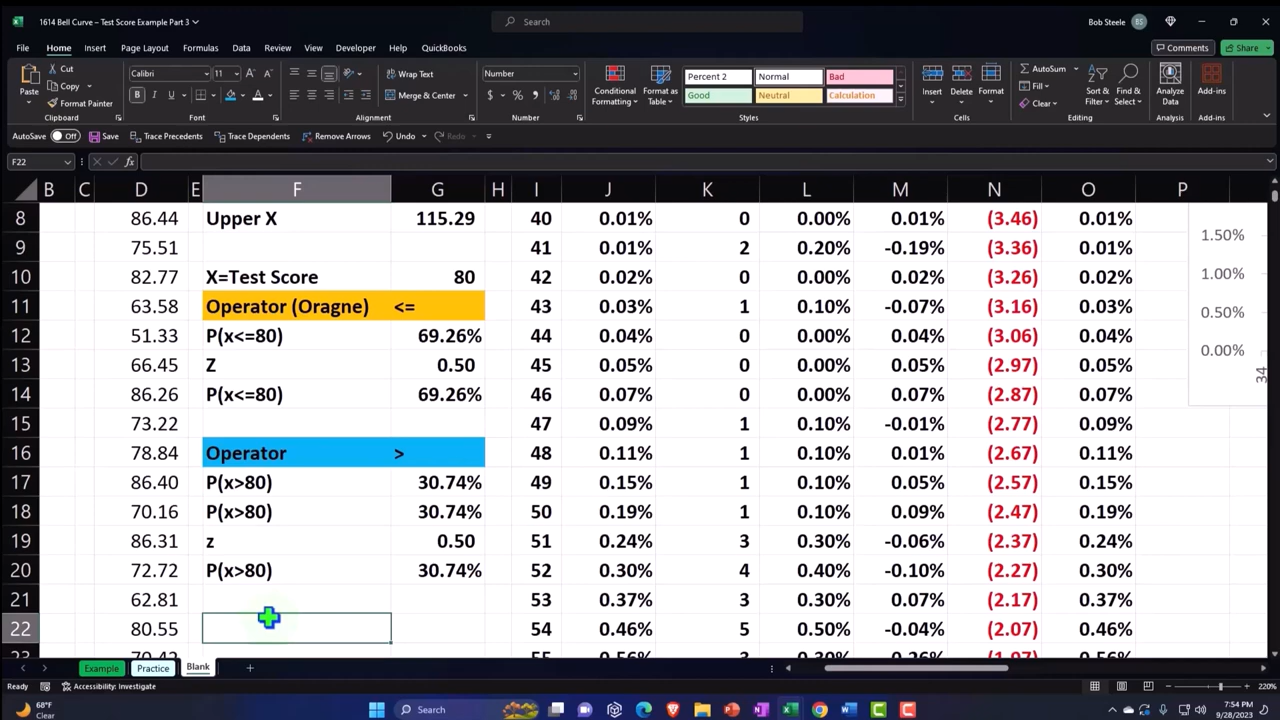 1614 Bell Curve – Test Score Example Part 3
Search
Bob Steele
BS
File Home Insert Page Layout Formulas Data Review View Developer Help QuickBooks
Comments
Share
Paste
Cut
Copy
Format Painter
Clipboard
Calibri
11
B I U
Font
Wrap Text
Merge & Center
Alignment
Number
$ %
Number
Conditional Formatting
Format as Table
Percent 2
Normal
Bad
Good
Neutral
Calculation
Styles
Insert
Delete
Format
Cells
AutoSum
Fill
Clear
Sort & Filter
Find & Select
Editing
Analyze Data
Analysis
Add-ins
Add-ins
AutoSave Off Save Trace Precedents Trace Dependents Remove Arrows Undo Redo
F22
fx
B C D E F G H I J K L M N O P
8 86.44 Upper X 115.29 40 0.01% 0 0.00% 0.01% (3.46) 0.01%
9 75.51 41 0.01% 2 0.20% -0.19% (3.36) 0.01%
10 82.77 X=Test Score 80 42 0.02% 0 0.00% 0.02% (3.26) 0.02%
11 63.58 Operator (Oragne) <= 43 0.03% 1 0.10% -0.07% (3.16) 0.03%
12 51.33 P(x<=80) 69.26% 44 0.04% 0 0.00% 0.04% (3.06) 0.04%
13 66.45 Z 0.50 45 0.05% 0 0.00% 0.05% (2.97) 0.05%
14 86.26 P(x<=80) 69.26% 46 0.07% 0 0.00% 0.07% (2.87) 0.07%
15 73.22 47 0.09% 1 0.10% -0.01% (2.77) 0.09%
16 78.84 Operator > 48 0.11% 1 0.10% 0.01% (2.67) 0.11%
17 86.40 P(x>80) 30.74% 49 0.15% 1 0.10% 0.05% (2.57) 0.15%
18 70.16 P(x>80) 30.74% 50 0.19% 1 0.10% 0.09% (2.47) 0.19%
19 86.31 z 0.50 51 0.24% 3 0.30% -0.06% (2.37) 0.24%
20 72.72 P(x>80) 30.74% 52 0.30% 4 0.40% -0.10% (2.27) 0.30%
21 62.81 53 0.37% 3 0.30% 0.07% (2.17) 0.37%
22 80.55 54 0.46% 5 0.50% -0.04% (2.07) 0.46%
1.50%
1.00%
0.50%
0.00%
34
Example Practice Blank
Ready
Accessibility: Investigate
220%
68°F
Clear
Search
7:54 PM
9/28/2023